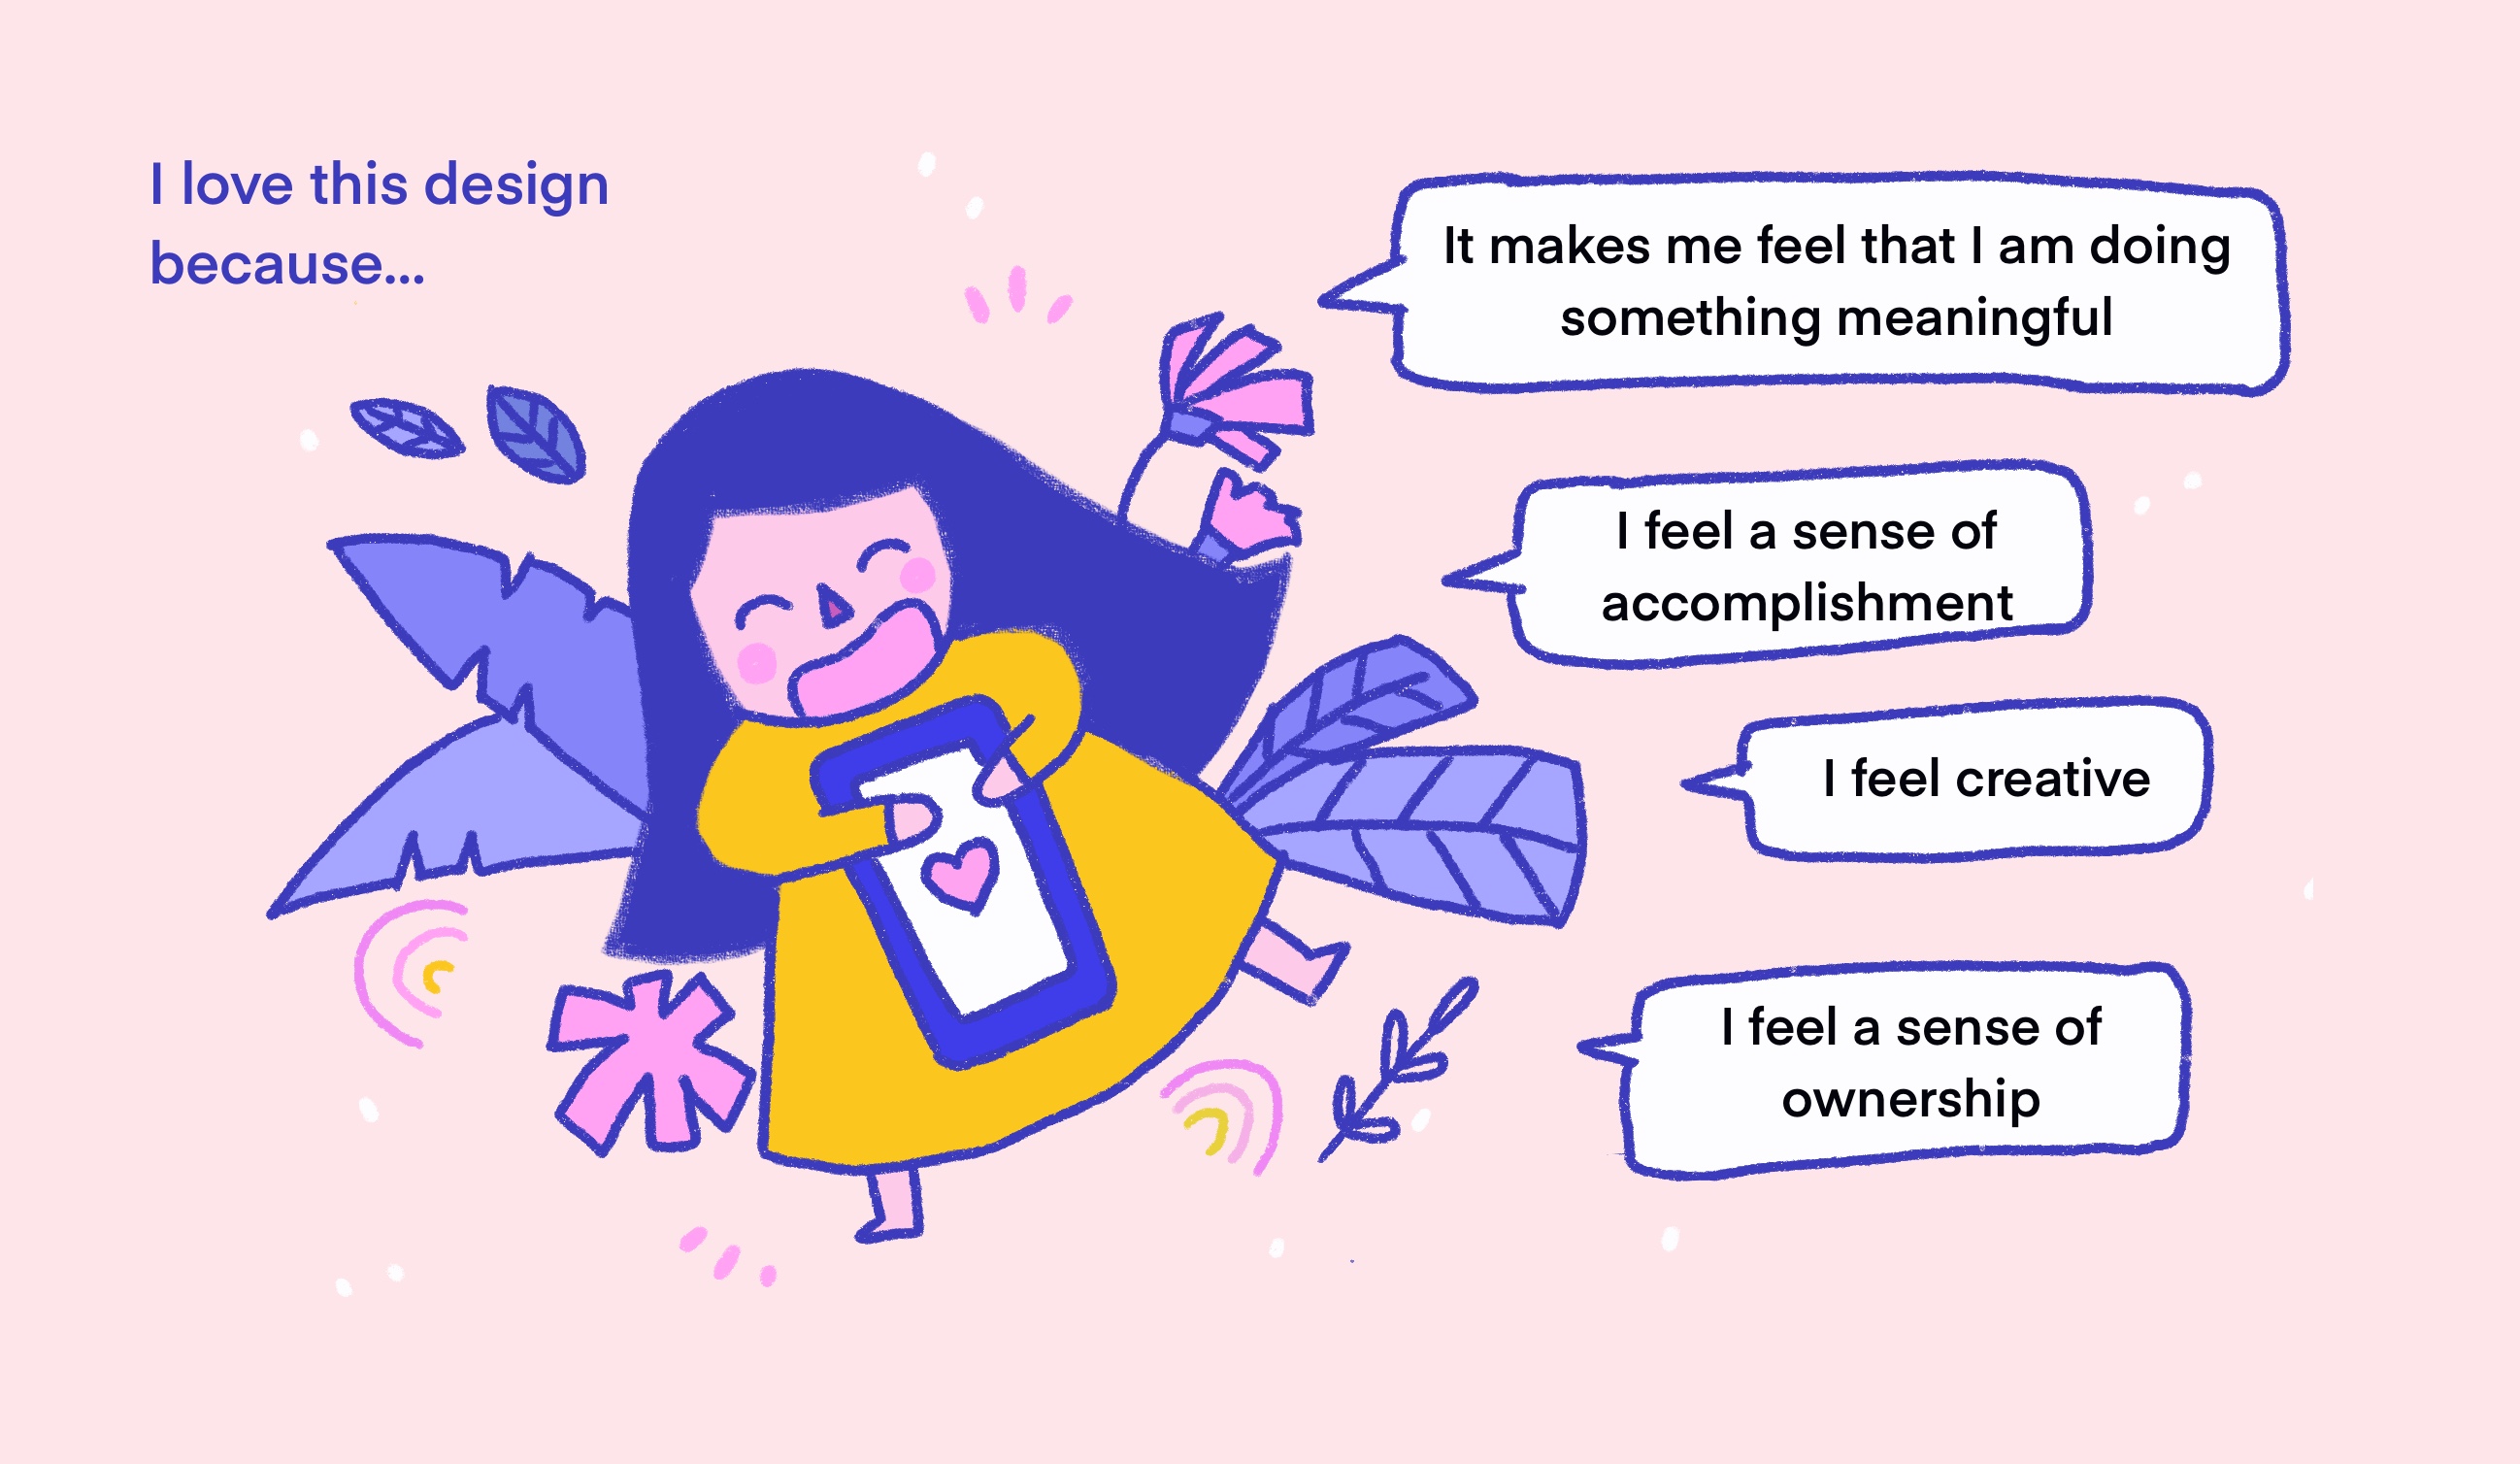 I love this design
because...
It makes me feel that I am doing
something meaningful
I feel a sense of
accomplishment
I feel creative
I feel a sense of
ownership